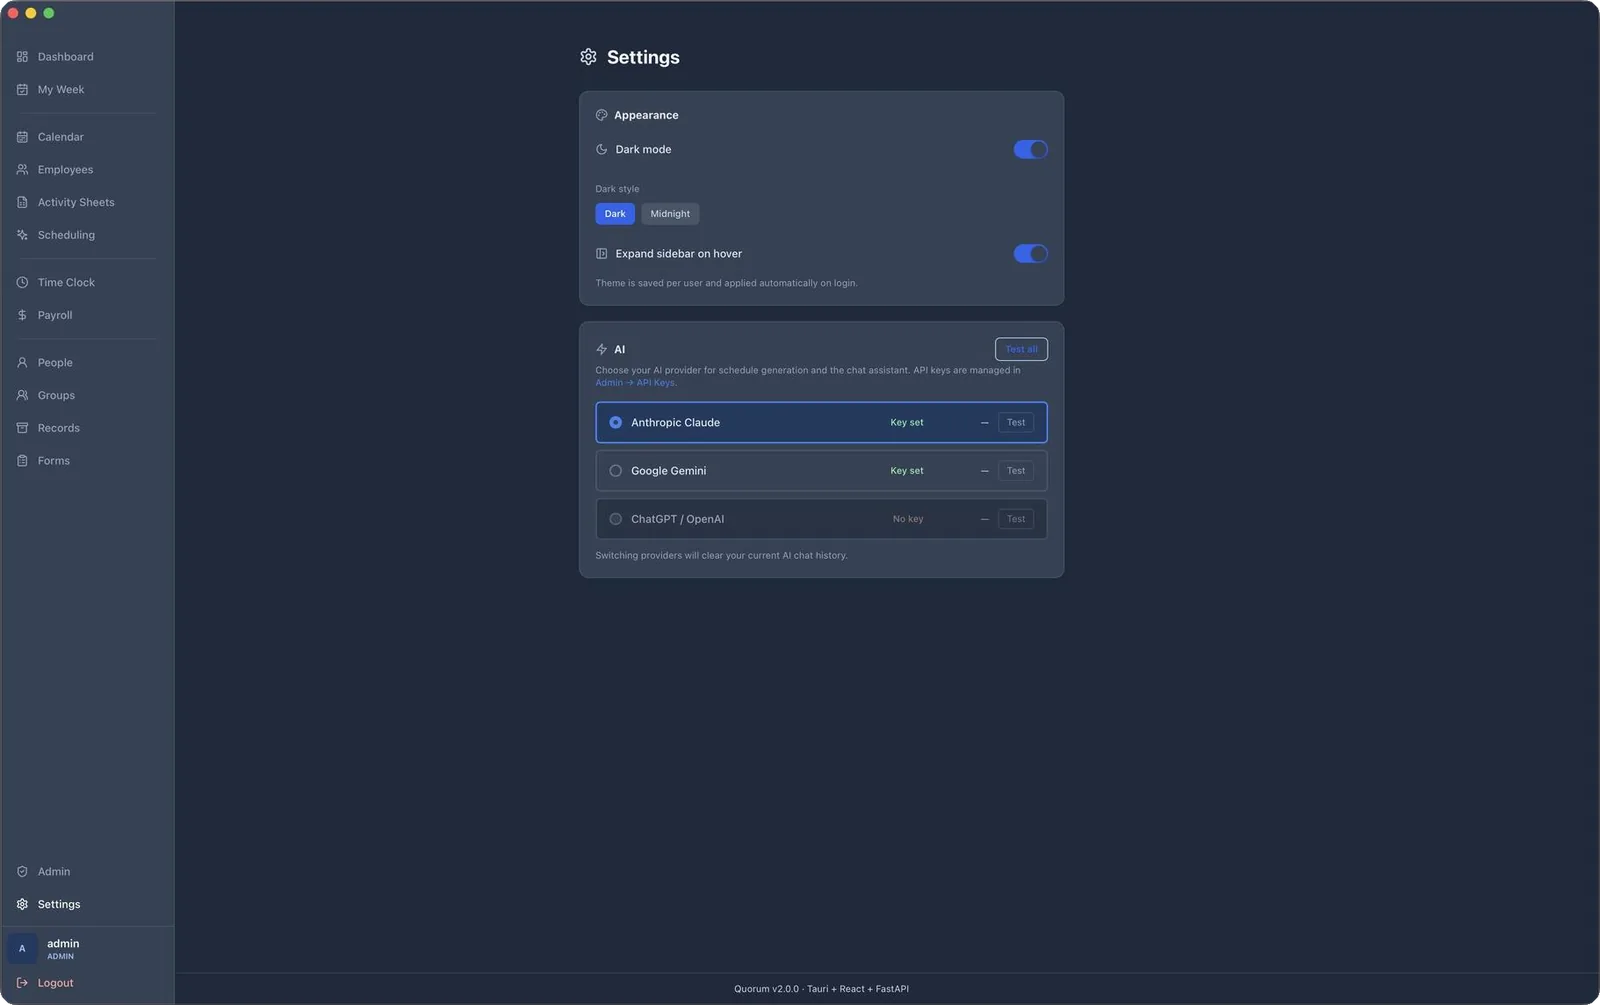 Dashboard
My Week
Calendar
Employees
Activity Sheets
Scheduling
Time Clock
Payroll
People
Groups
Records
Forms
Admin
Settings
A
admin
ADMIN
Logout
Settings
Appearance
Dark mode
Dark style
Dark
Midnight
Expand sidebar on hover
Theme is saved per user and applied automatically on login.
AI
Test all
Choose your AI provider for schedule generation and the chat assistant. API keys are managed in
Admin → API Keys.
Anthropic Claude Key set — Test
Google Gemini Key set — Test
ChatGPT / OpenAI No key — Test
Switching providers will clear your current AI chat history.
Quorum v2.0.0 · Tauri + React + FastAPI